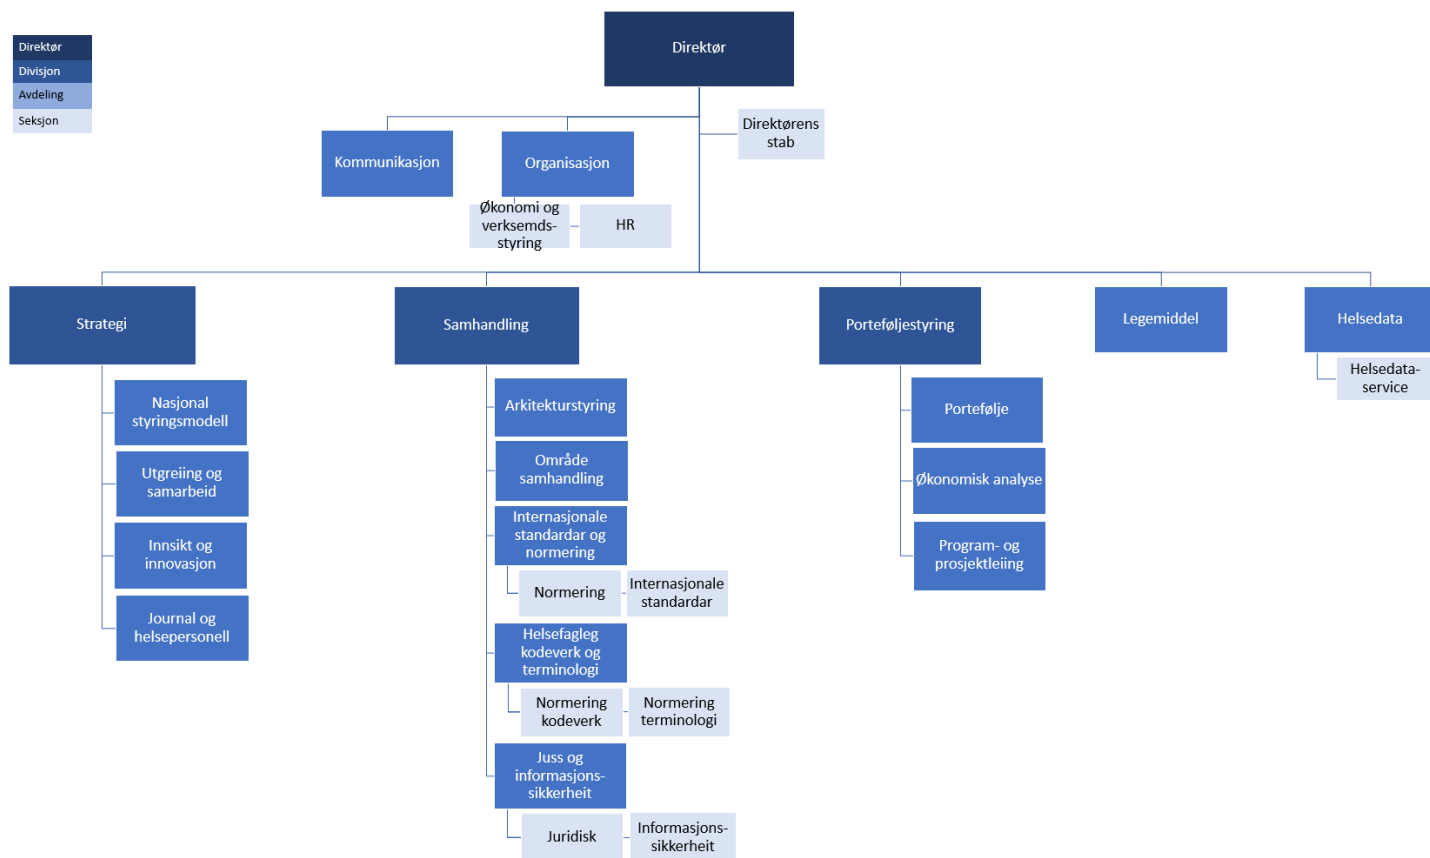 Direktør
Divisjon
Avdeling
Seksjon
Direktør
Direktørens
stab
Kommunikasjon
Organisasjon
Økonomi og
verksemds-
styring
HR
Strategi
Samhandling
Porteføljestyring
Legemiddel
Helsedata
Helsedata-
service
Nasjonal
styringsmodell
Utgreiing og
samarbeid
Innsikt og
innovasjon
Journal og
helsepersonell
Arkitekturstyring
Område
samhandling
Internasjonale
standardar og
normering
Normering
Internasjonale
standardar
Helsefagleg
kodeverk og
terminologi
Normering
kodeverk
Normering
terminologi
Juss og
informasjons-
sikkerheit
Juridisk
Informasjons-
sikkerheit
Portefølje
Økonomisk analyse
Program- og
prosjektleiing